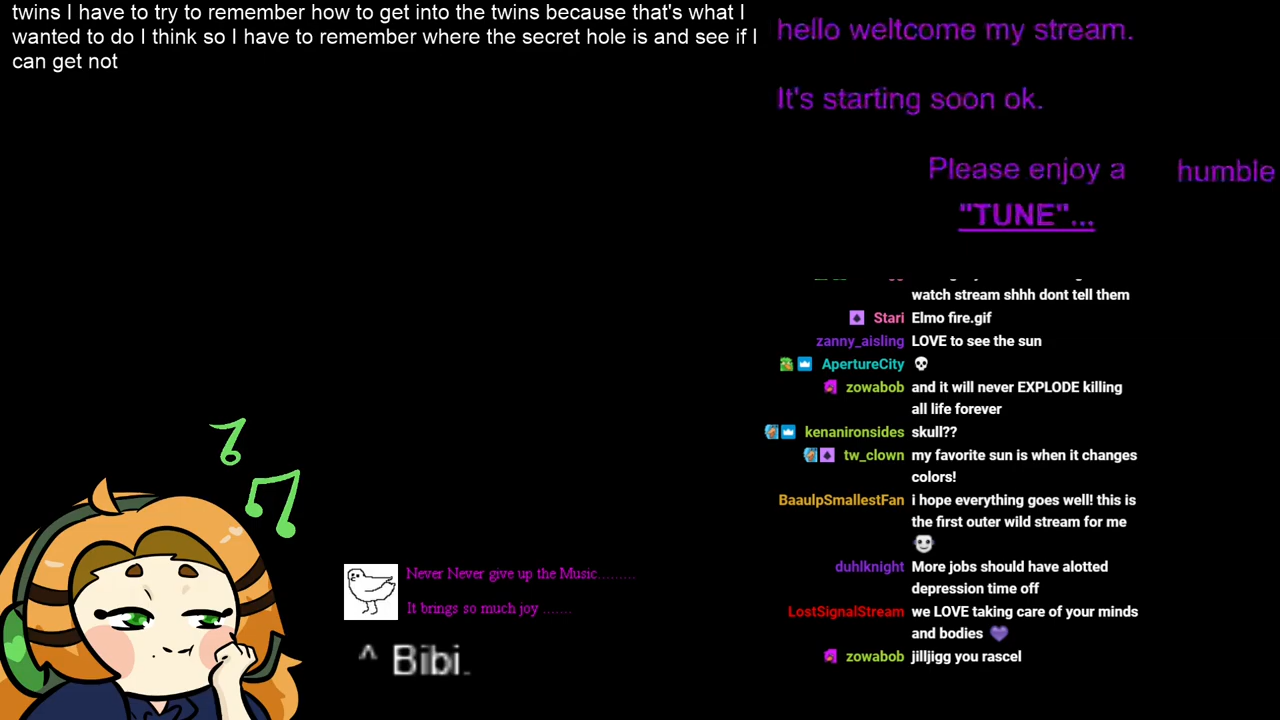 twins I have to try to remember how to get into the twins because that's what I
wanted to do I think so I have to remember where the secret hole is and see if I
can get not
hello weltcome my stream.
It's starting soon ok.
Please enjoy a humble
"TUNE"...
watch stream shhh dont tell them
Stari Elmo fire.gif
zanny_aisling LOVE to see the sun
ApertureCity
zowabob and it will never EXPLODE killing
all life forever
kenanironsides skull??
tw_clown my favorite sun is when it changes
colors!
BaaulpSmallestFan i hope everything goes well! this is
the first outer wild stream for me
duhlknight More jobs should have alotted
depression time off
LostSignalStream we LOVE taking care of your minds
and bodies
zowabob jilljigg you rascel
Never Never give up the Music.........
It brings so much joy .......
^ Bibi.